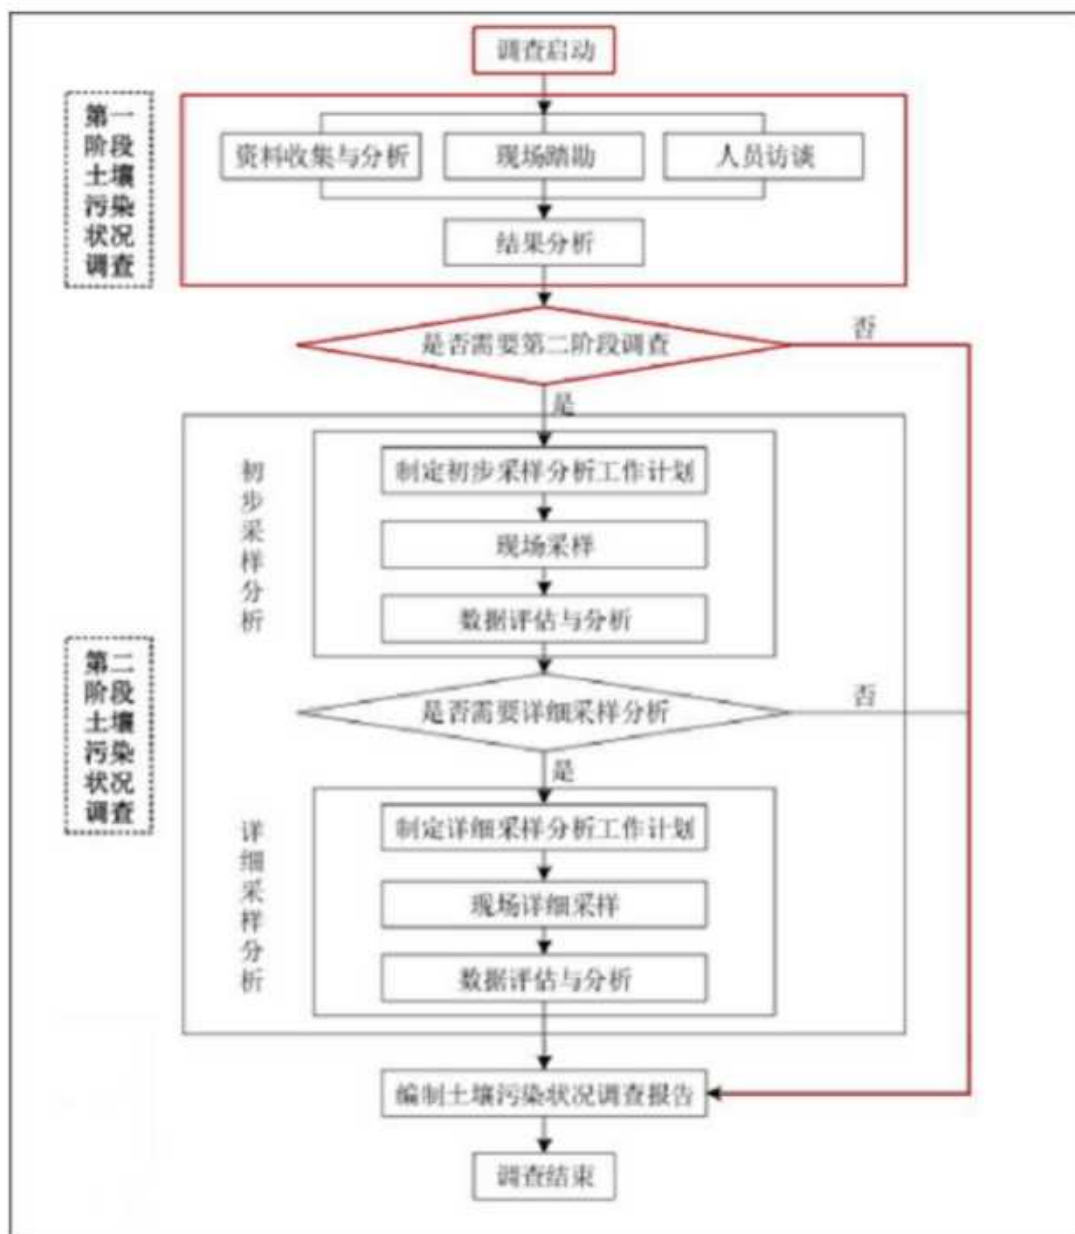 调查启动
第一
阶段
土壤
污染
状况
调查
资料收集与分析
现场踏勘
人员访谈
结果分析
是否需要第二阶段调查
否
是
初步采样分析
制定初步采样分析工作计划
现场采样
数据评估与分析
第二
阶段
土壤
污染
状况
调查
是否需要详细采样分析
否
是
详细采样分析
制定详细采样分析工作计划
现场详细采样
数据评估与分析
编制土壤污染状况调查报告
调查结束